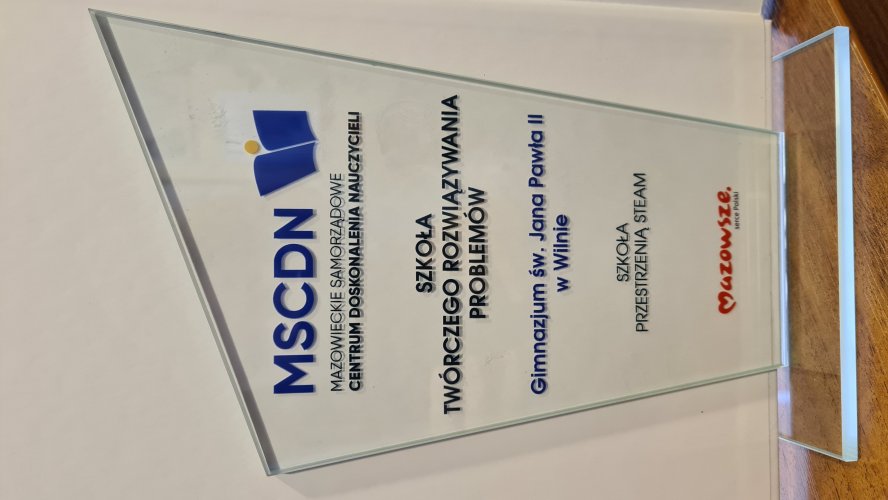 MSCDN
MAZOWIECKIE SAMORZĄDOWE
CENTRUM DOSKONALENIA NAUCZYCIELI
SZKOŁA
TWÓRCZEGO ROZWIĄZYWANIA
PROBLEMÓW
Gimnazjum św. Jana Pawła II
w Wilnie
SZKOŁA
PRZESTRZENIĄ STEAM
Mazowsze.
serce Polski